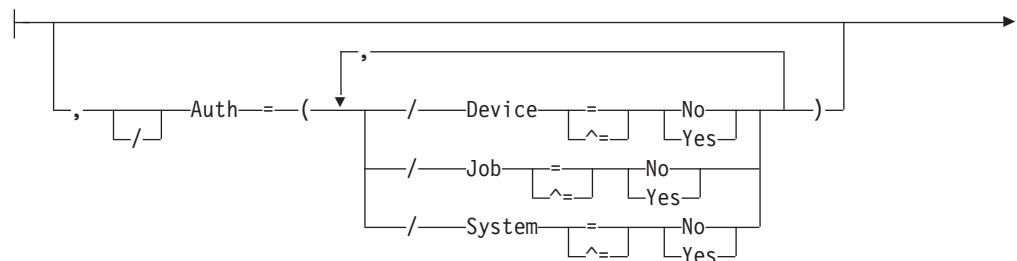 ,
, / Auth = ( / Device = No )
/ ^= Yes
/ Job = No
^= Yes
/ System = No
^= Yes